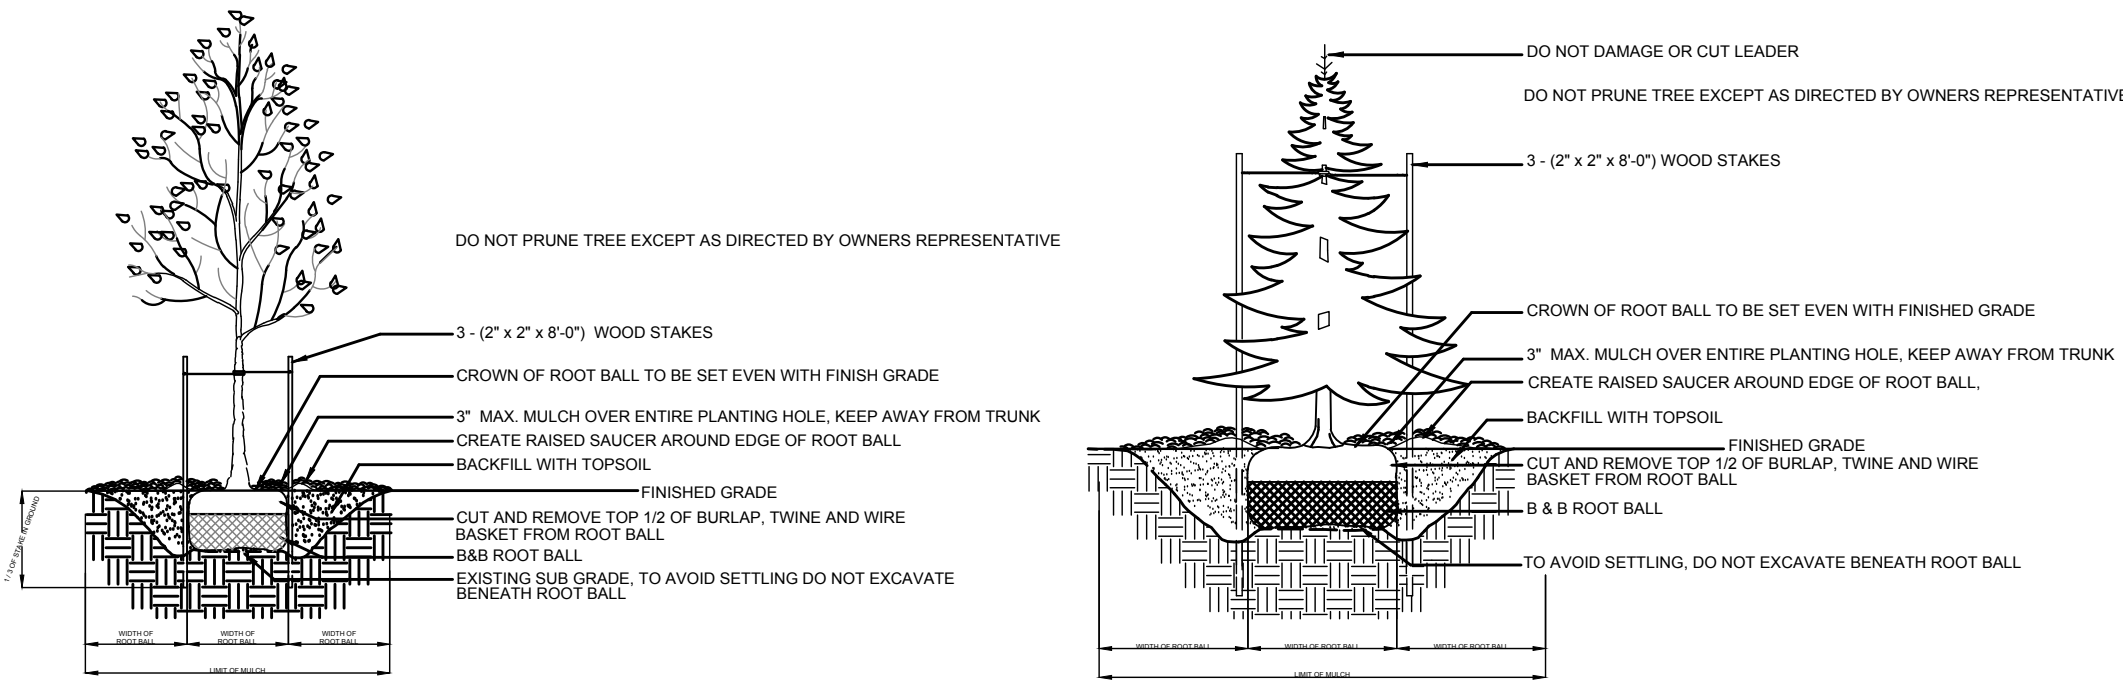 DO NOT PRUNE TREE EXCEPT AS DIRECTED BY OWNERS REPRESENTATIVE
3 - (2" x 2" x 8'-0")  WOOD STAKES
CROWN OF ROOT BALL TO BE SET EVEN WITH FINISH GRADE
3"  MAX. MULCH OVER ENTIRE PLANTING HOLE, KEEP AWAY FROM TRUNK
CREATE RAISED SAUCER AROUND EDGE OF ROOT BALL
BACKFILL WITH TOPSOIL
FINISHED GRADE
CUT AND REMOVE TOP 1/2 OF BURLAP, TWINE AND WIRE
BASKET FROM ROOT BALL
B&B ROOT BALL
EXISTING SUB GRADE, TO AVOID SETTLING DO NOT EXCAVATE
BENEATH ROOT BALL
1 / 3 OF STAKE IN GROUND
WIDTH OF
ROOT BALL
WIDTH OF
ROOT BALL
WIDTH OF
ROOT BALL
LIMIT OF MULCH
DO NOT DAMAGE OR CUT LEADER
DO NOT PRUNE TREE EXCEPT AS DIRECTED BY OWNERS REPRESENTATIVE
3 - (2" x 2" x 8'-0") WOOD STAKES
CROWN OF ROOT BALL TO BE SET EVEN WITH FINISHED GRADE
3"  MAX. MULCH OVER ENTIRE PLANTING HOLE, KEEP AWAY FROM TRUNK
CREATE RAISED SAUCER AROUND EDGE OF ROOT BALL,
BACKFILL WITH TOPSOIL
FINISHED GRADE
CUT AND REMOVE TOP 1/2 OF BURLAP, TWINE AND WIRE
BASKET FROM ROOT BALL
B & B ROOT BALL
TO AVOID SETTLING, DO NOT EXCAVATE BENEATH ROOT BALL
WIDTH OF ROOT BALL
WIDTH OF ROOT BALL
WIDTH OF ROOT BALL
LIMIT OF MULCH